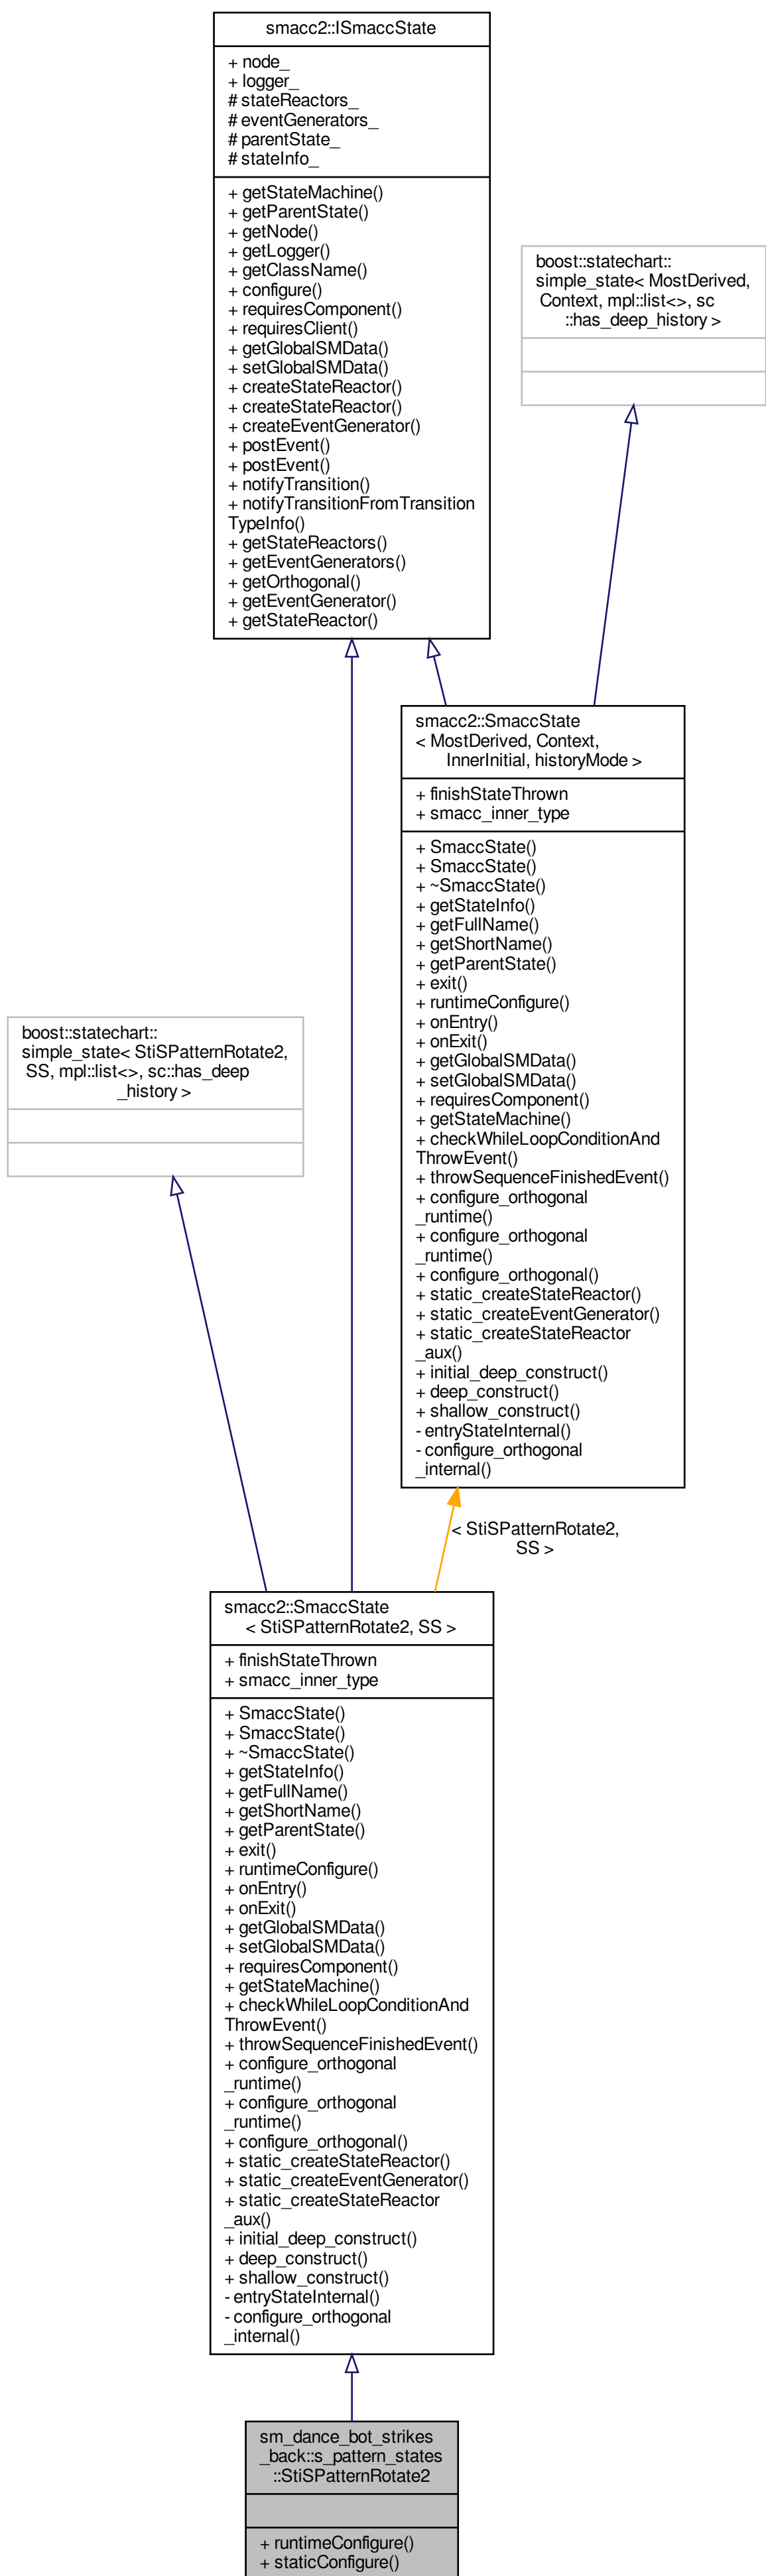 smacc2::ISmaccState
+ node_
+ logger_
# stateReactors_
# eventGenerators_
# parentState_
# stateInfo_
+ getStateMachine()
+ getParentState()
+ getNode()
+ getLogger()
+ getClassName()
+ configure()
+ requiresComponent()
+ requiresClient()
+ getGlobalSMData()
+ setGlobalSMData()
+ createStateReactor()
+ createStateReactor()
+ createEventGenerator()
+ postEvent()
+ postEvent()
+ notifyTransition()
+ notifyTransitionFromTransition
TypeInfo()
+ getStateReactors()
+ getEventGenerators()
+ getOrthogonal()
+ getEventGenerator()
+ getStateReactor()
boost::statechart::
simple_state< MostDerived,
Context, mpl::list<>, sc
::has_deep_history >
smacc2::SmaccState
< MostDerived, Context,
InnerInitial, historyMode >
+ finishStateThrown
+ smacc_inner_type
+ SmaccState()
+ SmaccState()
+ ~SmaccState()
+ getStateInfo()
+ getFullName()
+ getShortName()
+ getParentState()
+ exit()
+ runtimeConfigure()
+ onEntry()
+ onExit()
+ getGlobalSMData()
+ setGlobalSMData()
+ requiresComponent()
+ getStateMachine()
+ checkWhileLoopConditionAnd
ThrowEvent()
+ throwSequenceFinishedEvent()
+ configure_orthogonal
_runtime()
+ configure_orthogonal
_runtime()
+ configure_orthogonal()
+ static_createStateReactor()
+ static_createEventGenerator()
+ static_createStateReactor
_aux()
+ initial_deep_construct()
+ deep_construct()
+ shallow_construct()
- entryStateInternal()
- configure_orthogonal
_internal()
boost::statechart::
simple_state< StiSPatternRotate2,
SS, mpl::list<>, sc::has_deep
_history >
< StiSPatternRotate2,
SS >
smacc2::SmaccState
< StiSPatternRotate2, SS >
+ finishStateThrown
+ smacc_inner_type
+ SmaccState()
+ SmaccState()
+ ~SmaccState()
+ getStateInfo()
+ getFullName()
+ getShortName()
+ getParentState()
+ exit()
+ runtimeConfigure()
+ onEntry()
+ onExit()
+ getGlobalSMData()
+ setGlobalSMData()
+ requiresComponent()
+ getStateMachine()
+ checkWhileLoopConditionAnd
ThrowEvent()
+ throwSequenceFinishedEvent()
+ configure_orthogonal
_runtime()
+ configure_orthogonal
_runtime()
+ configure_orthogonal()
+ static_createStateReactor()
+ static_createEventGenerator()
+ static_createStateReactor
_aux()
+ initial_deep_construct()
+ deep_construct()
+ shallow_construct()
- entryStateInternal()
- configure_orthogonal
_internal()
sm_dance_bot_strikes
_back::s_pattern_states
::StiSPatternRotate2
+ runtimeConfigure()
+ staticConfigure()